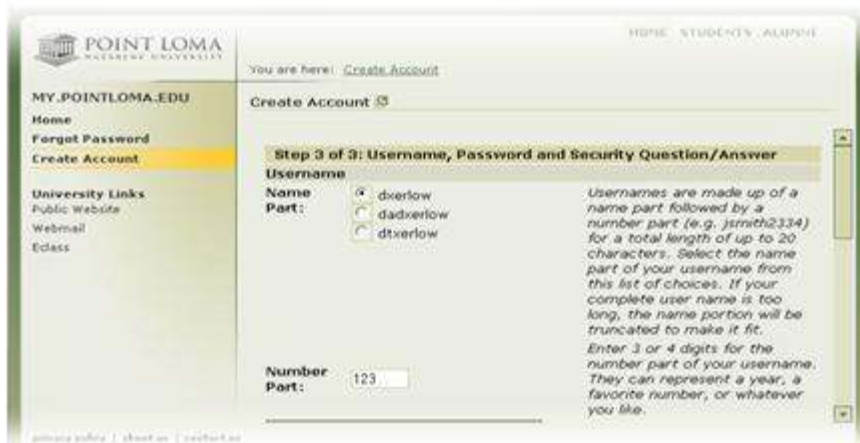 HOME STUDENTS ALUMNI
POINT LOMA
NAZARENE UNIVERSITY
You are here: Create Account
MY.POINTLOMA.EDU
Home
Forgot Password
Create Account
University Links
Public Website
Webmail
Eclass
Create Account
Step 3 of 3: Username, Password and Security Question/Answer
Username
Name
Part:
dxerlow
dadxerlow
dtxerlow
Usernames are made up of a
name part followed by a
number part (e.g. jsmith2334)
for a total length of up to 20
characters. Select the name
part of your username from
this list of choices. If your
complete user name is too
long, the name portion will be
truncated to make it fit.
Number
Part:
123
Enter 3 or 4 digits for the
number part of your username.
They can represent a year, a
favorite number, or whatever
you like.
privacy policy | about us | contact us